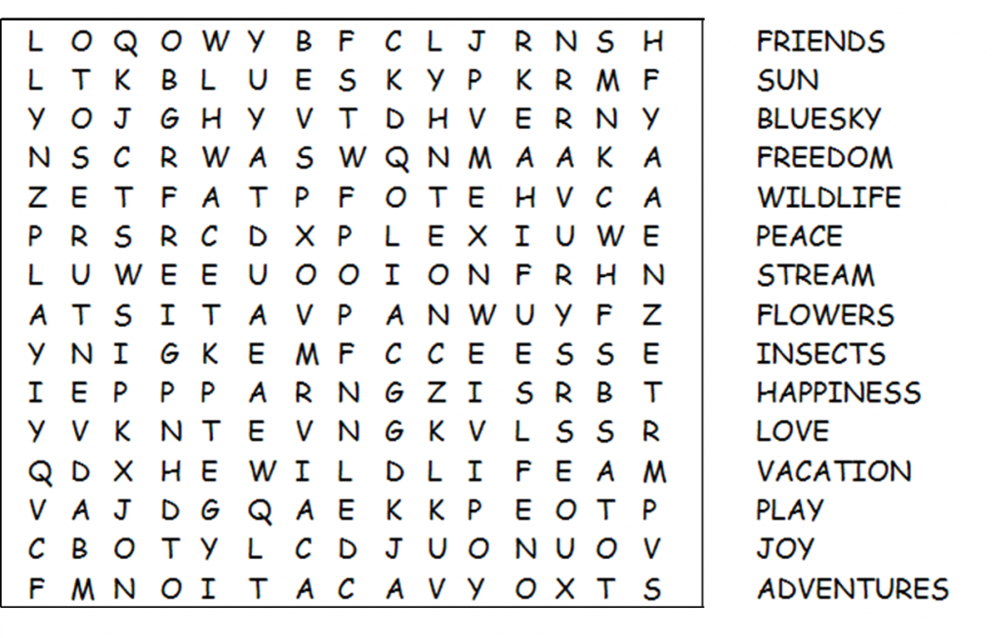 L O Q O W Y B F C L J R N S H FRIENDS
L T K B L U E S K Y P K R M F SUN
Y O J G H Y V T D H V E R N Y BLUESKY
N S C R W A S W Q N M A A K A FREEDOM
Z E T F A T P F O T E H V C A WILDLIFE
P R S R C D X P L E X I U W E PEACE
L U W E E U O O I O N F R H N STREAM
A T S I T A V P A N W U Y F Z FLOWERS
Y N I G K E M F C C E E S S E INSECTS
I E P P P A R N G Z I S R B T HAPPINESS
Y V K N T E V N G K V L S S R LOVE
Q D X H E W I L D L I F E A M VACATION
V A J D G Q A E K K P E O T P PLAY
C B O T Y L C D J U O N U O V JOY
F M N O I T A C A V Y O X T S ADVENTURES